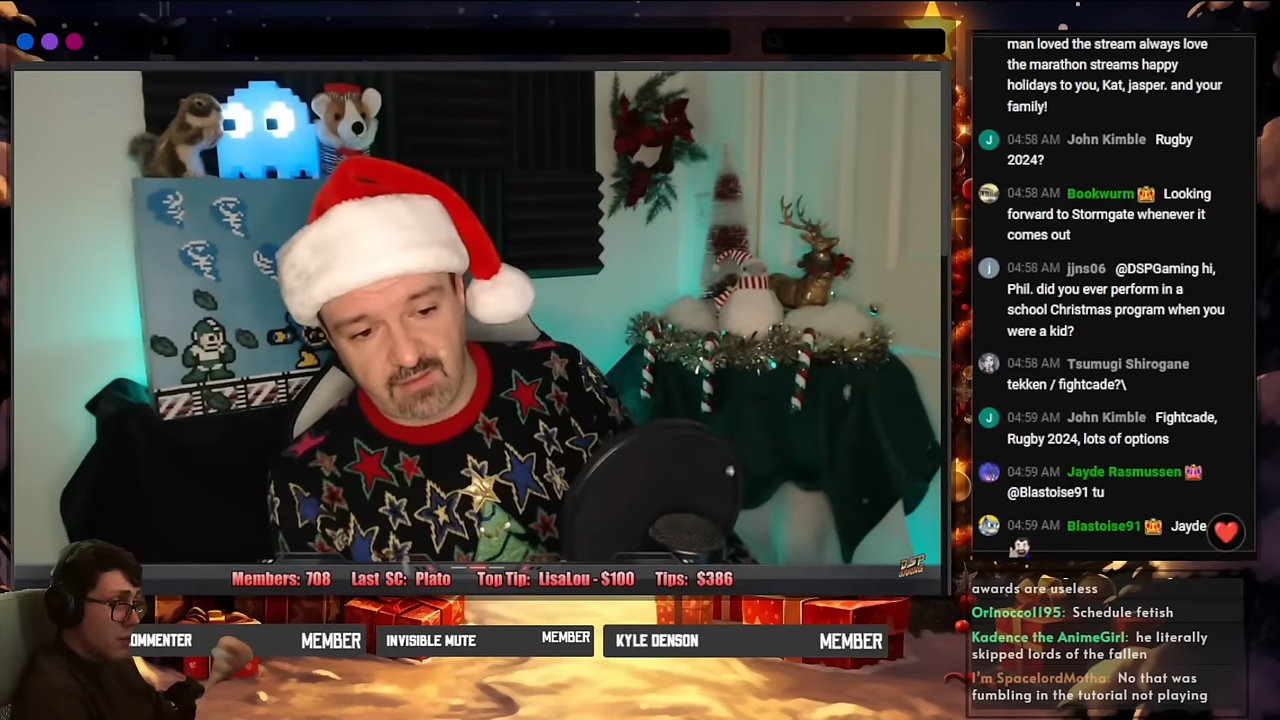 man loved the stream always love
the marathon streams happy
holidays to you, Kat, jasper. and your
family!
J 04:58 AM John Kimble Rugby
2024?
04:58 AM Bookwurm Looking
forward to Stormgate whenever it
comes out
j 04:58 AM jjns06 @DSPGaming hi,
Phil. did you ever perform in a
school Christmas program when you
were a kid?
04:58 AM Tsumugi Shirogane
tekken / fightcade?\
J 04:59 AM John Kimble Fightcade,
Rugby 2024, lots of options
04:59 AM Jayde Rasmussen
@Blastoise91 tu
04:59 AM Blastoise91 Jayde
DSP
GAMING
Members: 708 Last SC: Plato Top Tip: LisaLou - $100 Tips: $386
OMMENTER MEMBER INVISIBLE MUTE MEMBER KYLE DENSON MEMBER
awards are useless
Or1nocco1195: Schedule fetish
Kadence the AnimeGirl: he literally
skipped lords of the fallen
I'm SpacelordMotha: No that was
fumbling in the tutorial not playing